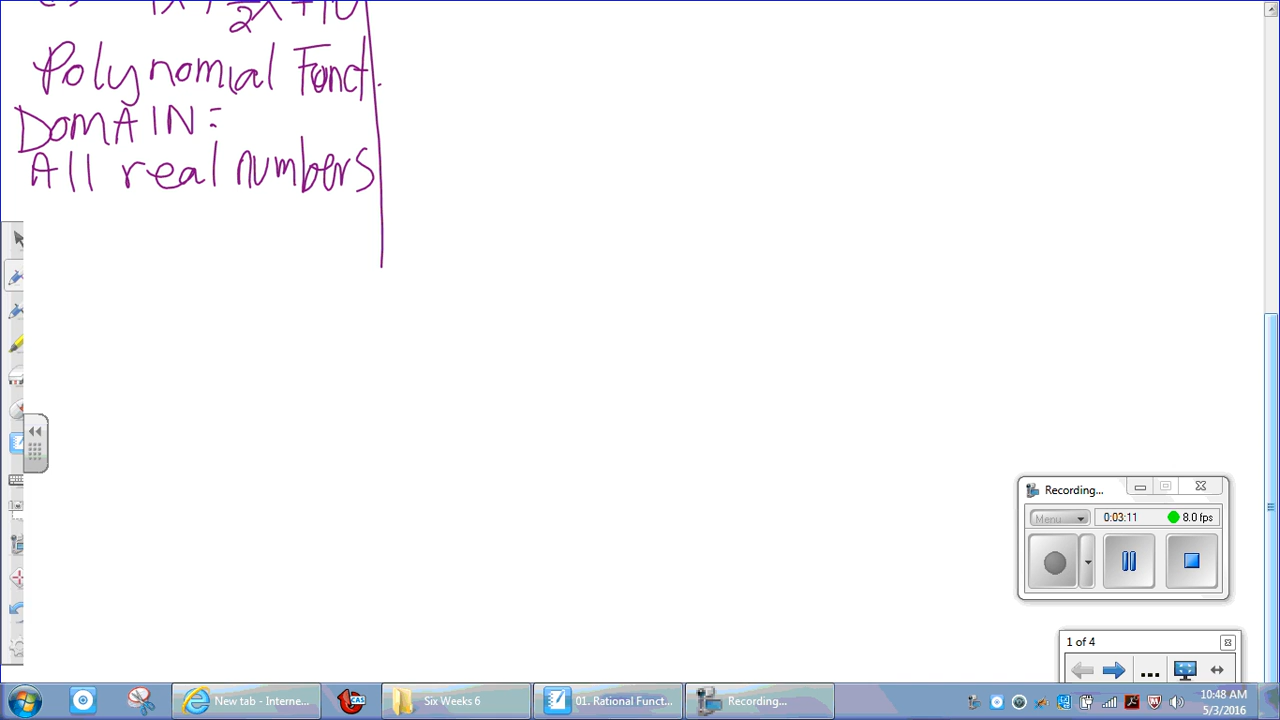 Polynomial Funct.
DOMAIN:
All real numbers
Recording...
Menu
0:03:11
8.0 fps
1 of 4
New tab - Interne...
Six Weeks 6
01. Rational Funct...
Recording...
10:48 AM
5/3/2016